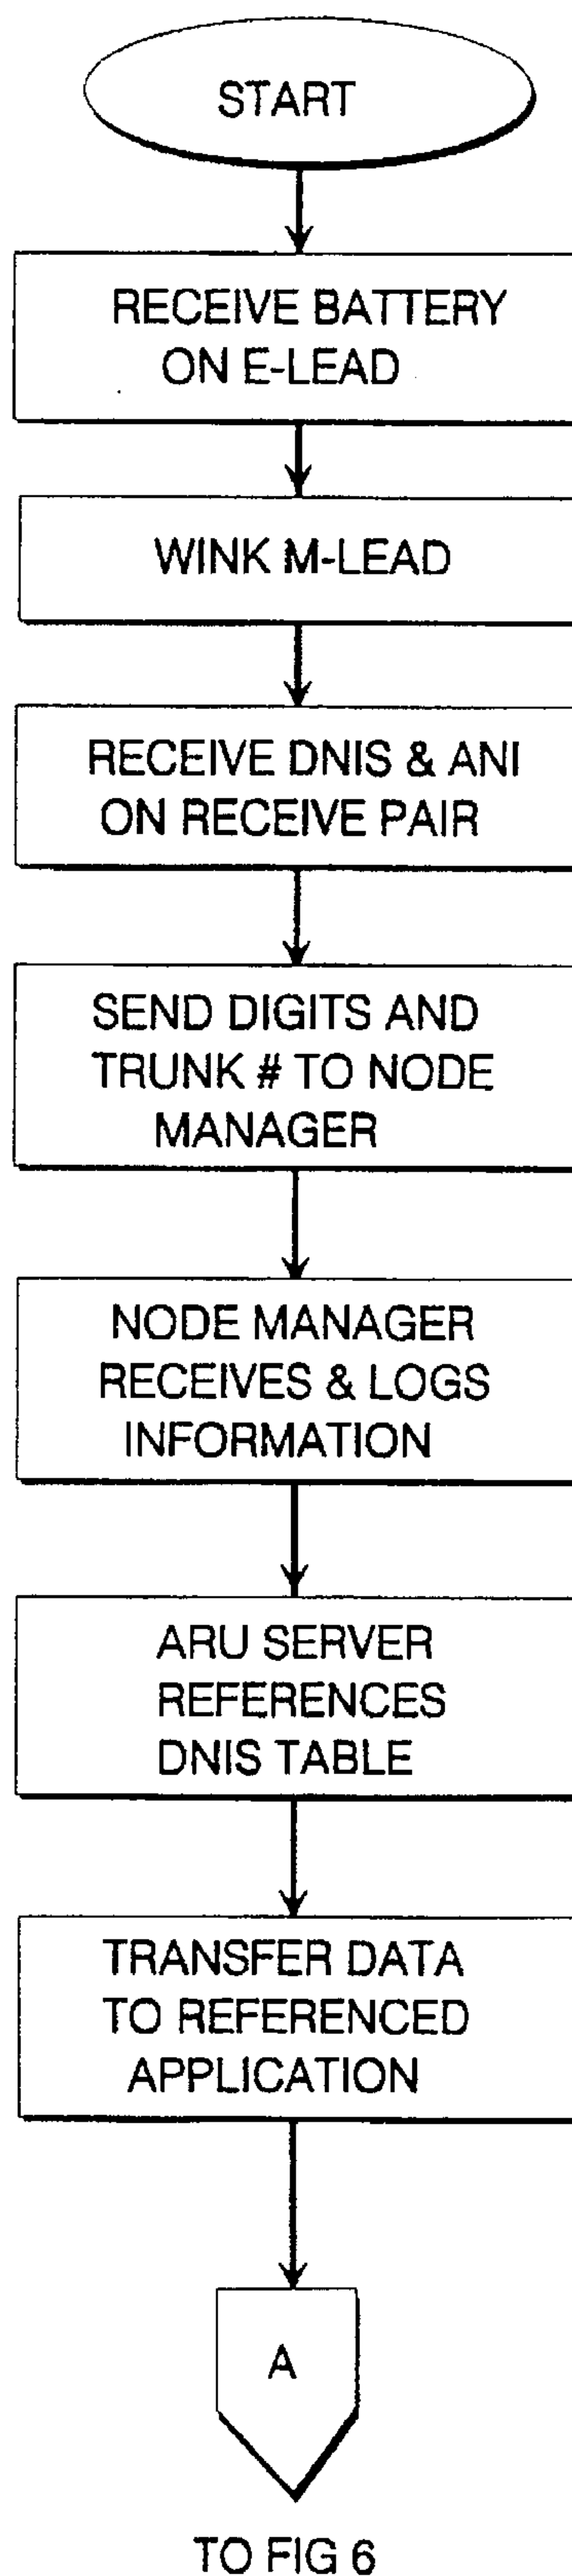 START
RECEIVE BATTERY
ON E-LEAD
WINK M-LEAD
RECEIVE DNIS & ANI
ON RECEIVE PAIR
SEND DIGITS AND
TRUNK # TO NODE
MANAGER
NODE MANAGER
RECEIVES & LOGS
INFORMATION
ARU SERVER
REFERENCES
DNIS TABLE
TRANSFER DATA
TO REFERENCED
APPLICATION
A
TO FIG 6